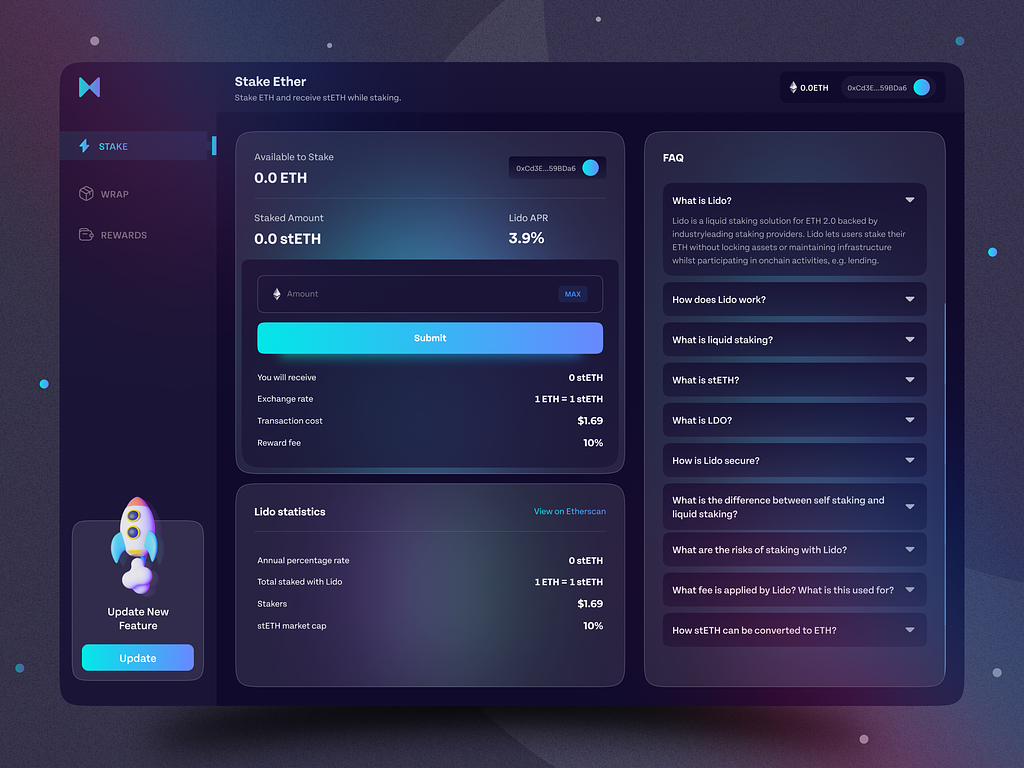 Stake Ether
Stake ETH and receive stETH while staking.
0.0ETH
0xCd3E...59BDa6
STAKE
WRAP
REWARDS
Update New
Feature
Update
Available to Stake
0.0 ETH
0xCd3E...59BDa6
Staked Amount
0.0 stETH
Lido APR
3.9%
Amount
MAX
Submit
You will receive
0 stETH
Exchange rate
1 ETH = 1 stETH
Transaction cost
$1.69
Reward fee
10%
Lido statistics
View on Etherscan
Annual percentage rate
0 stETH
Total staked with Lido
1 ETH = 1 stETH
Stakers
$1.69
stETH market cap
10%
FAQ
What is Lido?
Lido is a liquid staking solution for ETH 2.0 backed by
industryleading staking providers. Lido lets users stake their
ETH without locking assets or maintaining infrastructure
whilst participating in onchain activities, e.g. lending.
How does Lido work?
What is liquid staking?
What is stETH?
What is LDO?
How is Lido secure?
What is the difference between self staking and
liquid staking?
What are the risks of staking with Lido?
What fee is applied by Lido? What is this used for?
How stETH can be converted to ETH?